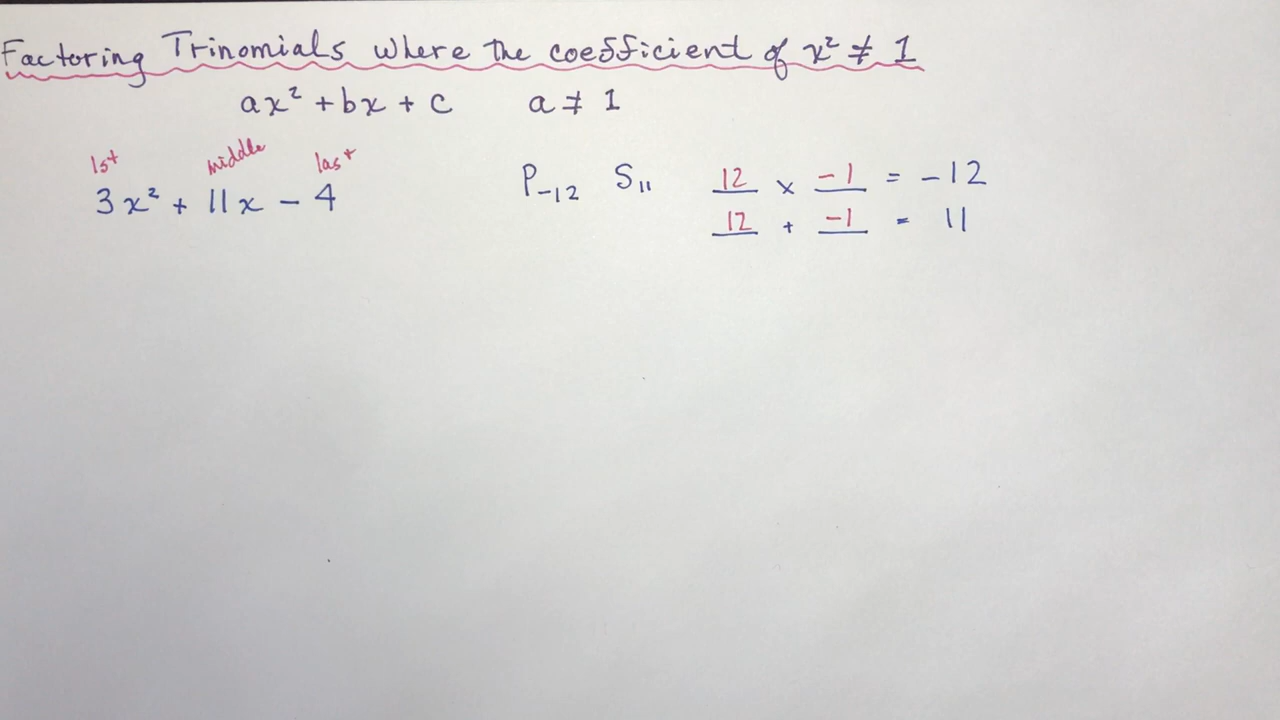 Factoring Trinomials where the coefficient of x² ≠ 1
ax² + bx + c a ≠ 1
1st middle last
3x² + 11x − 4 P₋₁₂ S₁₁ 12 × −1 = −12
12 + −1 = 11